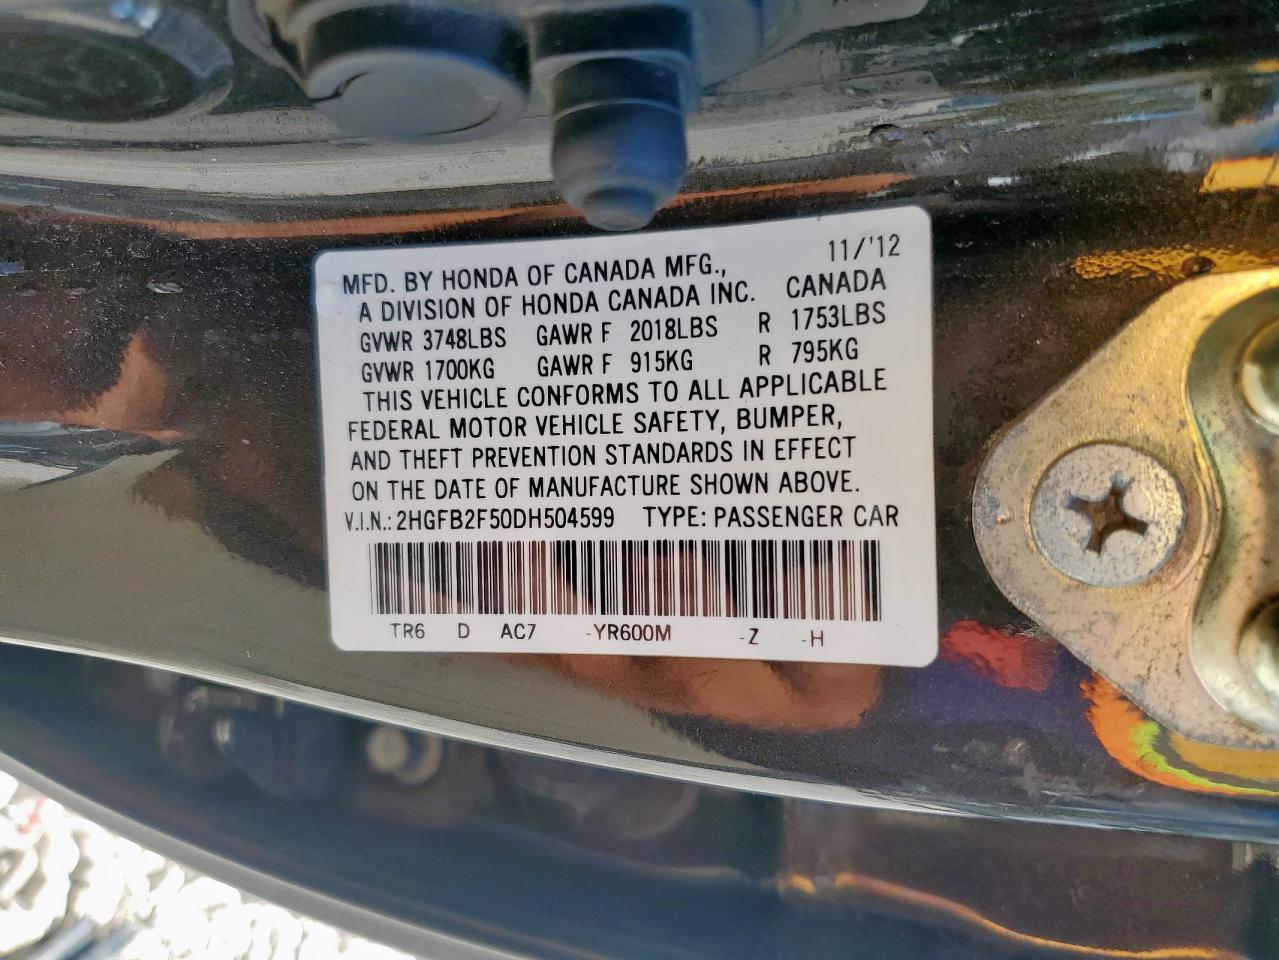 11/'12
MFD. BY HONDA OF CANADA MFG.,
A DIVISION OF HONDA CANADA INC. CANADA
GVWR 3748LBS GAWR F 2018LBS R 1753LBS
GVWR 1700KG GAWR F 915KG R 795KG
THIS VEHICLE CONFORMS TO ALL APPLICABLE
FEDERAL MOTOR VEHICLE SAFETY, BUMPER,
AND THEFT PREVENTION STANDARDS IN EFFECT
ON THE DATE OF MANUFACTURE SHOWN ABOVE.
V.I.N.: 2HGFB2F50DH504599 TYPE: PASSENGER CAR
TR6 D AC7 -YR600M -Z -H